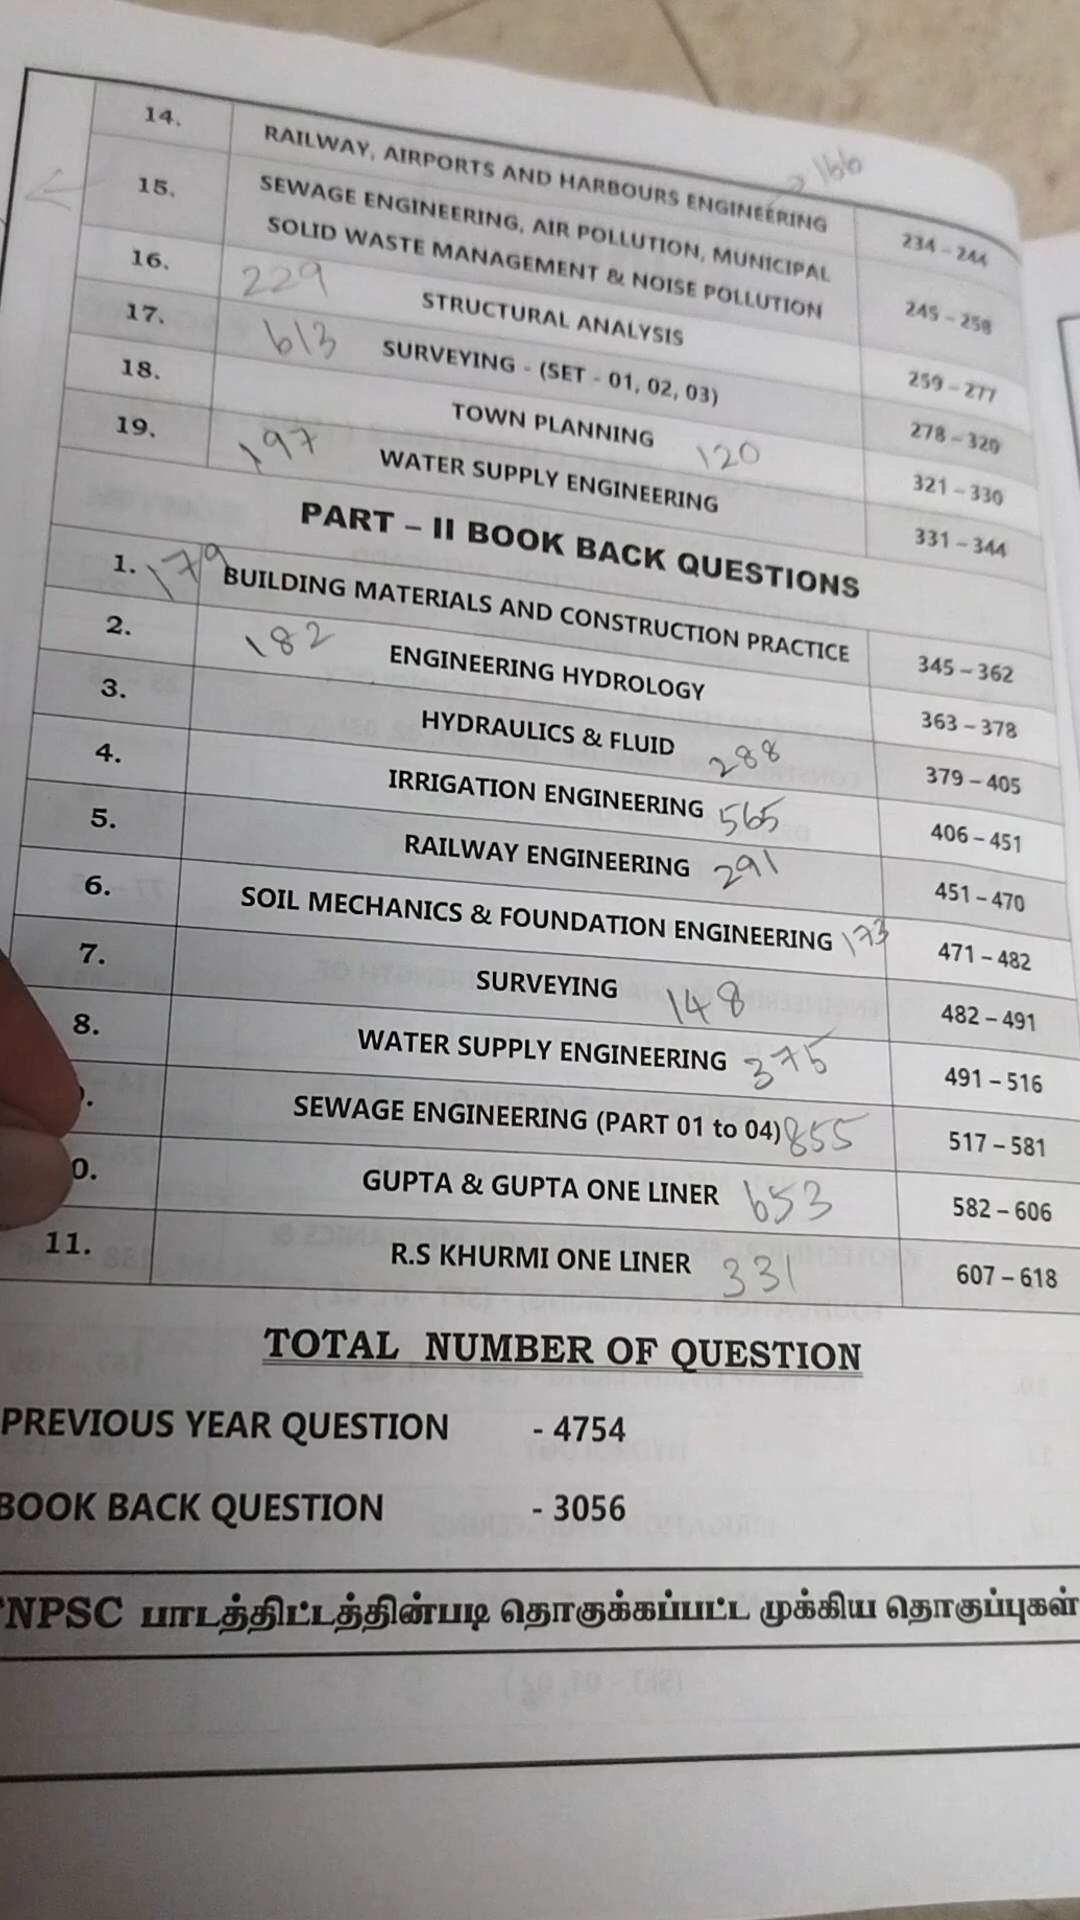 14. RAILWAY, AIRPORTS AND HARBOURS ENGINEERING 166 234 – 244
15. SEWAGE ENGINEERING, AIR POLLUTION, MUNICIPAL
SOLID WASTE MANAGEMENT & NOISE POLLUTION 245 – 258
16. 229 STRUCTURAL ANALYSIS 259 – 277
17. 613 SURVEYING - (SET - 01, 02, 03) 278 – 320
18. TOWN PLANNING 120 321 – 330
19. 197 WATER SUPPLY ENGINEERING 331 – 344
PART – II BOOK BACK QUESTIONS
1. 179 BUILDING MATERIALS AND CONSTRUCTION PRACTICE 345 – 362
2. 182 ENGINEERING HYDROLOGY 363 – 378
3. HYDRAULICS & FLUID 288 379 – 405
4. IRRIGATION ENGINEERING 565 406 – 451
5. RAILWAY ENGINEERING 291 451 – 470
6. SOIL MECHANICS & FOUNDATION ENGINEERING 173 471 – 482
7. SURVEYING 148 482 – 491
8. WATER SUPPLY ENGINEERING 375 491 – 516
SEWAGE ENGINEERING (PART 01 to 04) 855 517 – 581
0. GUPTA & GUPTA ONE LINER 653 582 – 606
11. R.S KHURMI ONE LINER 331 607 – 618
TOTAL NUMBER OF QUESTION
PREVIOUS YEAR QUESTION - 4754
BOOK BACK QUESTION - 3056
TNPSC பாடத்திட்டத்தின்படி தொகுக்கப்பட்ட முக்கிய தொகுப்புகள்